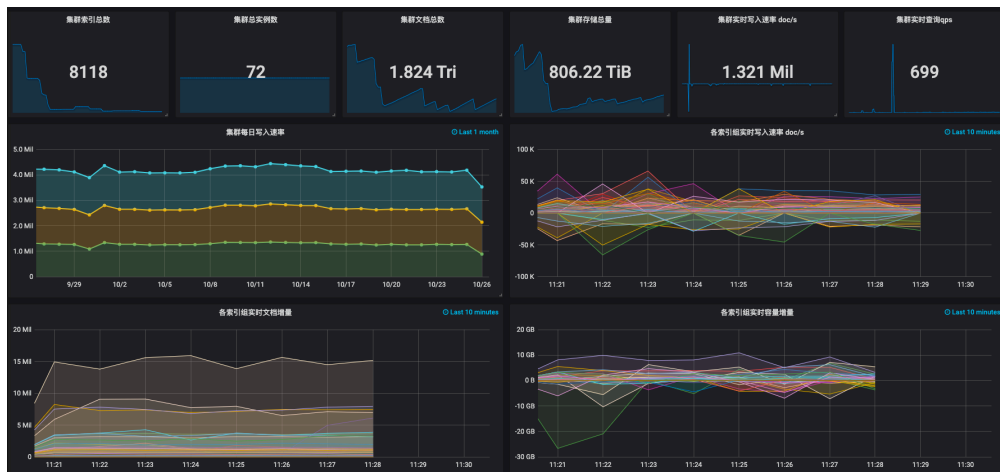 集群索引总数
集群总实例数
集群文档总数
集群存储总量
集群实时写入速率 doc/s
集群实时查询qps
8118
72
1.824 Tri
806.22 TiB
1.321 Mil
699
集群每日写入速率
Last 1 month
5.0 Mil
4.0 Mil
3.0 Mil
2.0 Mil
1.0 Mil
0
9/29
10/2
10/5
10/8
10/11
10/14
10/17
10/20
10/23
10/26
各索引组实时写入速率 doc/s
Last 10 minutes
100 K
50 K
0
-50 K
-100 K
11:21
11:22
11:23
11:24
11:25
11:26
11:27
11:28
11:29
11:30
各索引组实时文档增量
Last 10 minutes
20 Mil
15 Mil
10 Mil
5 Mil
0
11:21
11:22
11:23
11:24
11:25
11:26
11:27
11:28
11:29
11:30
各索引组实时容量增量
Last 10 minutes
20 GB
10 GB
0 B
-10 GB
-20 GB
-30 GB
11:21
11:22
11:23
11:24
11:25
11:26
11:27
11:28
11:29
11:30